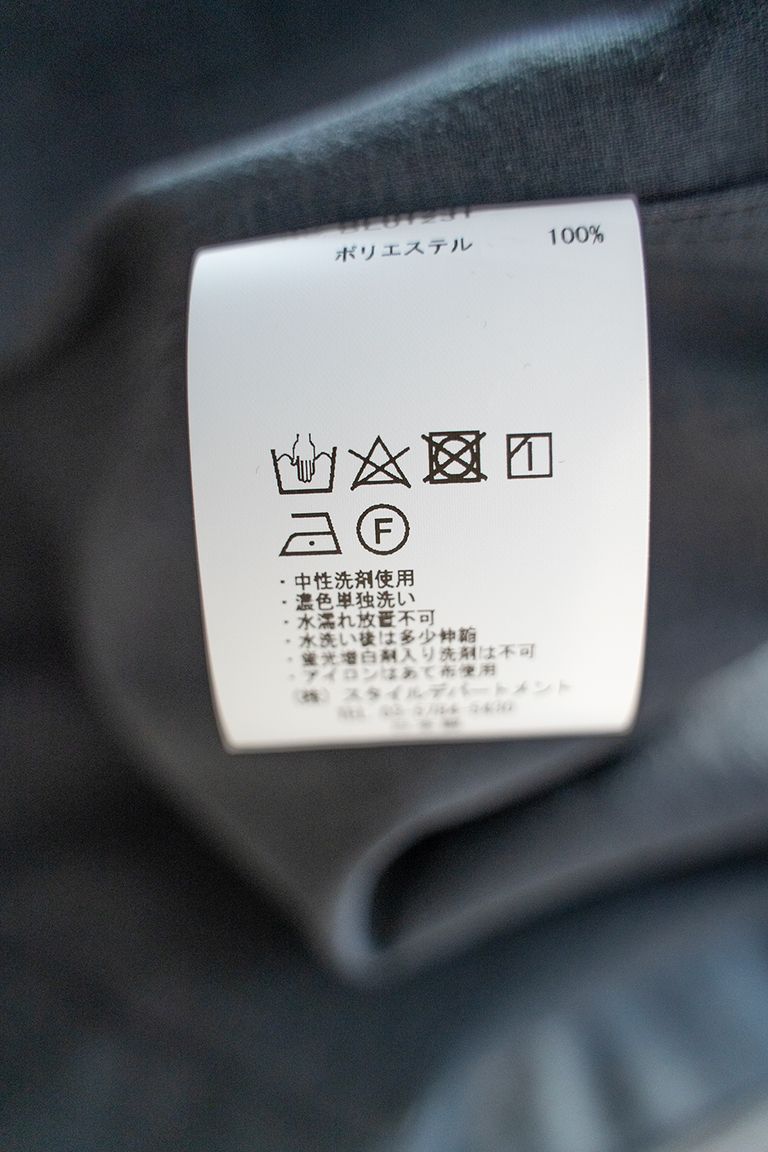 ポリエステル 100%
F
・中性洗剤使用
・濃色単独洗い
・水濡れ放置不可
・水洗い後は多少伸縮
・蛍光増白剤入り洗剤は不可
・アイロンはあて布使用
(株) スタイルデパートメント
TEL